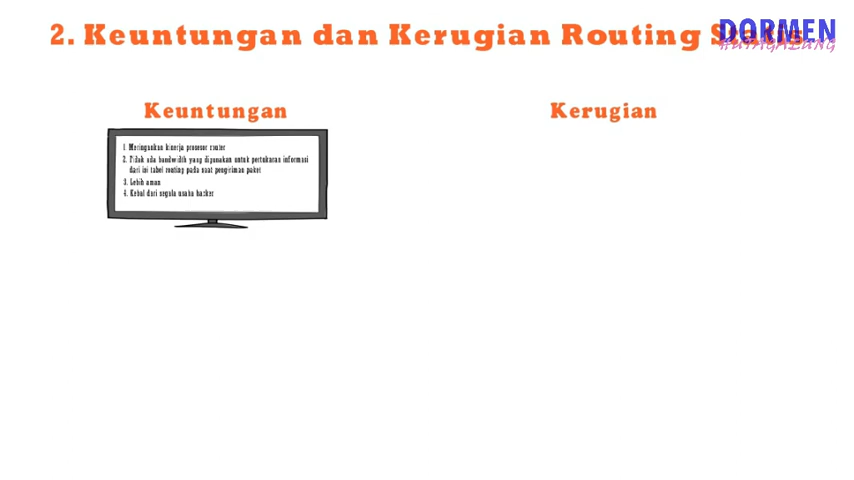 2. Keuntungan dan Kerugian Routing Statis
DORMEN
HUTAGALUNG
Keuntungan
Kerugian
1. Meringankan kinerja prosesor router
2. Tidak ada bandwidth yang digunakan untuk pertukaran informasi
dari isi tabel routing pada saat pengiriman paket
3. Lebih aman
4. Kebal dari segala usaha hacker